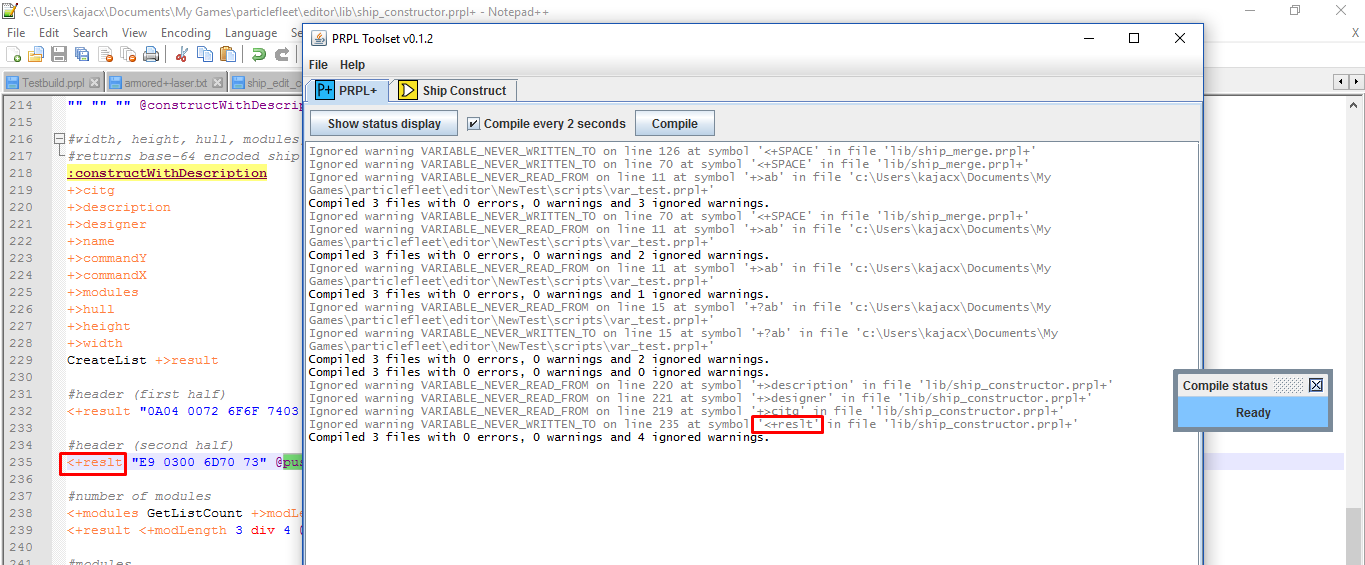 C:\Users\kajacx\Documents\My Games\particlefleet\editor\lib\ship_constructor.prpl+ - Notepad++
File Edit Search View Encoding Language Se
X
Testbuild.prpl armored+-laser.txt ship_edit_c
214 "" "" "" @constructWithDescrip
215
216 #width, height, hull, modules,
217 #returns base-64 encoded ship
218 :constructWithDescription
219 +>citg
220 +>description
221 +>designer
222 +>name
223 +>commandY
224 +>commandX
225 +>modules
226 +>hull
227 +>height
228 +>width
229 CreateList +>result
230
231 #header (first half)
232 <+result "0A04 0072 6F6F 7403
233
234 #header (second half)
235 <+reslt "E9 0300 6D70 73" @pus
236
237 #number of modules
238 <+modules GetListCount +>modLe
239 <+result <+modLength 3 div 4 (
240
241 #modules
PRPL Toolset v0.1.2
File Help
P+ PRPL+ Ship Construct
Show status display Compile every 2 seconds Compile
Ignored warning VARIABLE_NEVER_WRITTEN_TO on line 126 at symbol '<+SPACE' in file 'lib/ship_merge.prpl+'
Ignored warning VARIABLE_NEVER_WRITTEN_TO on line 70 at symbol '<+SPACE' in file 'lib/ship_merge.prpl+'
Ignored warning VARIABLE_NEVER_READ_FROM on line 11 at symbol '+>ab' in file 'c:\Users\kajacx\Documents\My
Games\particlefleet\editor\NewTest\scripts\var_test.prpl+'
Compiled 3 files with 0 errors, 0 warnings and 3 ignored warnings.
Ignored warning VARIABLE_NEVER_WRITTEN_TO on line 70 at symbol '<+SPACE' in file 'lib/ship_merge.prpl+'
Ignored warning VARIABLE_NEVER_READ_FROM on line 11 at symbol '+>ab' in file 'c:\Users\kajacx\Documents\My
Games\particlefleet\editor\NewTest\scripts\var_test.prpl+'
Compiled 3 files with 0 errors, 0 warnings and 2 ignored warnings.
Ignored warning VARIABLE_NEVER_READ_FROM on line 11 at symbol '+>ab' in file 'c:\Users\kajacx\Documents\My
Games\particlefleet\editor\NewTest\scripts\var_test.prpl+'
Compiled 3 files with 0 errors, 0 warnings and 1 ignored warnings.
Ignored warning VARIABLE_NEVER_READ_FROM on line 15 at symbol '+?ab' in file 'c:\Users\kajacx\Documents\My
Games\particlefleet\editor\NewTest\scripts\var_test.prpl+'
Ignored warning VARIABLE_NEVER_WRITTEN_TO on line 15 at symbol '+?ab' in file 'c:\Users\kajacx\Documents\My
Games\particlefleet\editor\NewTest\scripts\var_test.prpl+'
Compiled 3 files with 0 errors, 0 warnings and 2 ignored warnings.
Compiled 3 files with 0 errors, 0 warnings and 0 ignored warnings.
Ignored warning VARIABLE_NEVER_READ_FROM on line 220 at symbol '+>description' in file 'lib/ship_constructor.prpl+'
Ignored warning VARIABLE_NEVER_READ_FROM on line 221 at symbol '+>designer' in file 'lib/ship_constructor.prpl+'
Ignored warning VARIABLE_NEVER_READ_FROM on line 219 at symbol '+>citg' in file 'lib/ship_constructor.prpl+'
Ignored warning VARIABLE_NEVER_WRITTEN_TO on line 235 at symbol '<+reslt' in file 'lib/ship_constructor.prpl+'
Compiled 3 files with 0 errors, 0 warnings and 4 ignored warnings.
Compile status
Ready